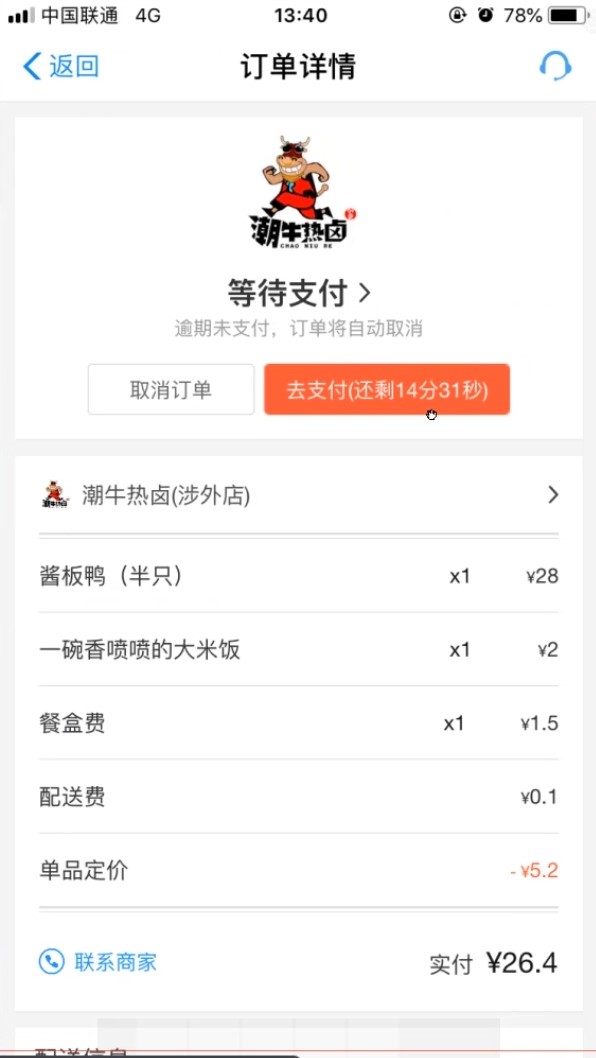 中国联通 4G 13:40 78%
返回 订单详情
潮牛热卤
CHAO NIU RE
等待支付
逾期未支付，订单将自动取消
取消订单 去支付(还剩14分31秒)
潮牛热卤(涉外店)
酱板鸭（半只） x1 ¥28
一碗香喷喷的大米饭 x1 ¥2
餐盒费 x1 ¥1.5
配送费 ¥0.1
单品定价 - ¥5.2
联系商家 实付 ¥26.4
配送信息